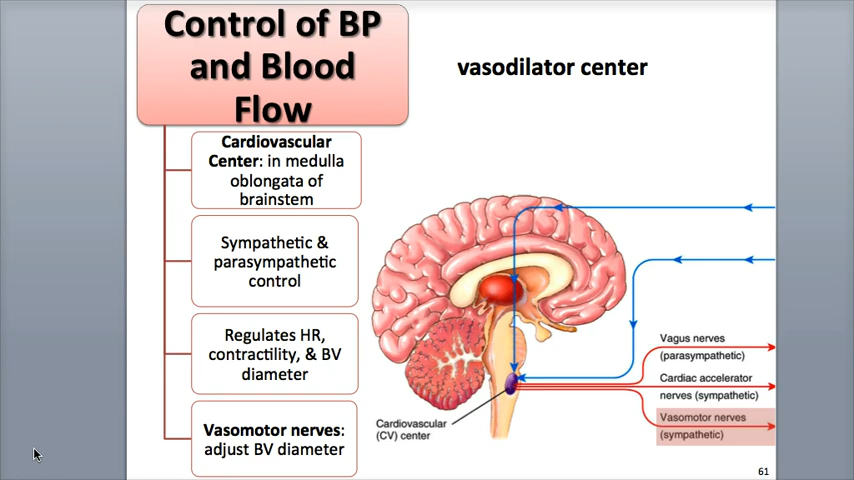 Control of BP
and Blood
Flow
vasodilator center
Cardiovascular
Center: in medulla
oblongata of
brainstem
Sympathetic &
parasympathetic
control
Regulates HR,
contractility, & BV
diameter
Vasomotor nerves:
adjust BV diameter
Vagus nerves
(parasympathetic)
Cardiac accelerator
nerves (sympathetic)
Vasomotor nerves
(sympathetic)
Cardiovascular
(CV) center
61